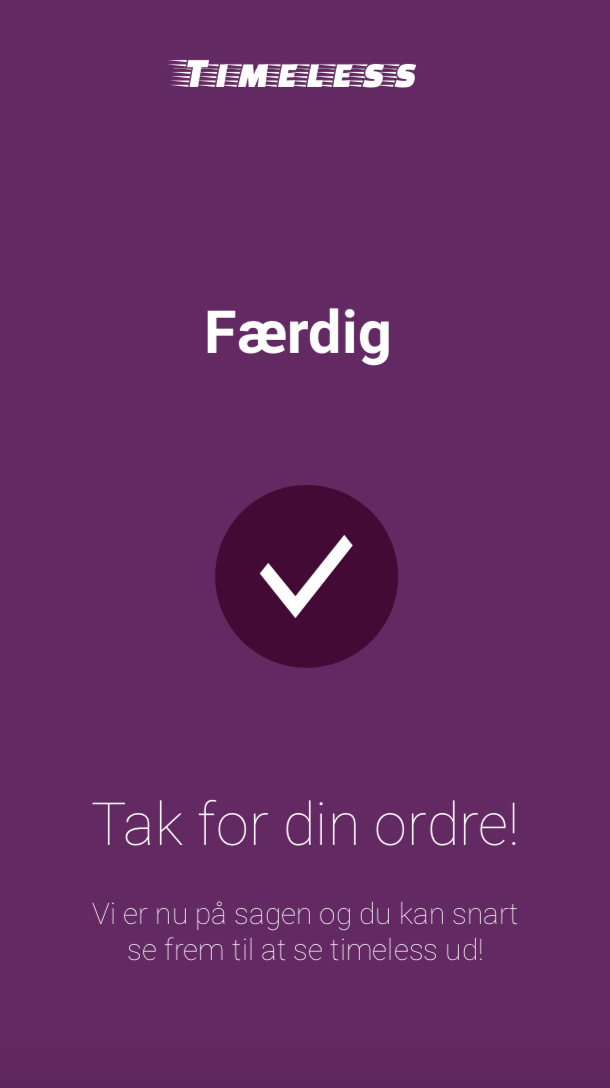 TIMELESS
Færdig
Tak for din ordre!
Vi er nu på sagen og du kan snart
se frem til at se timeless ud!